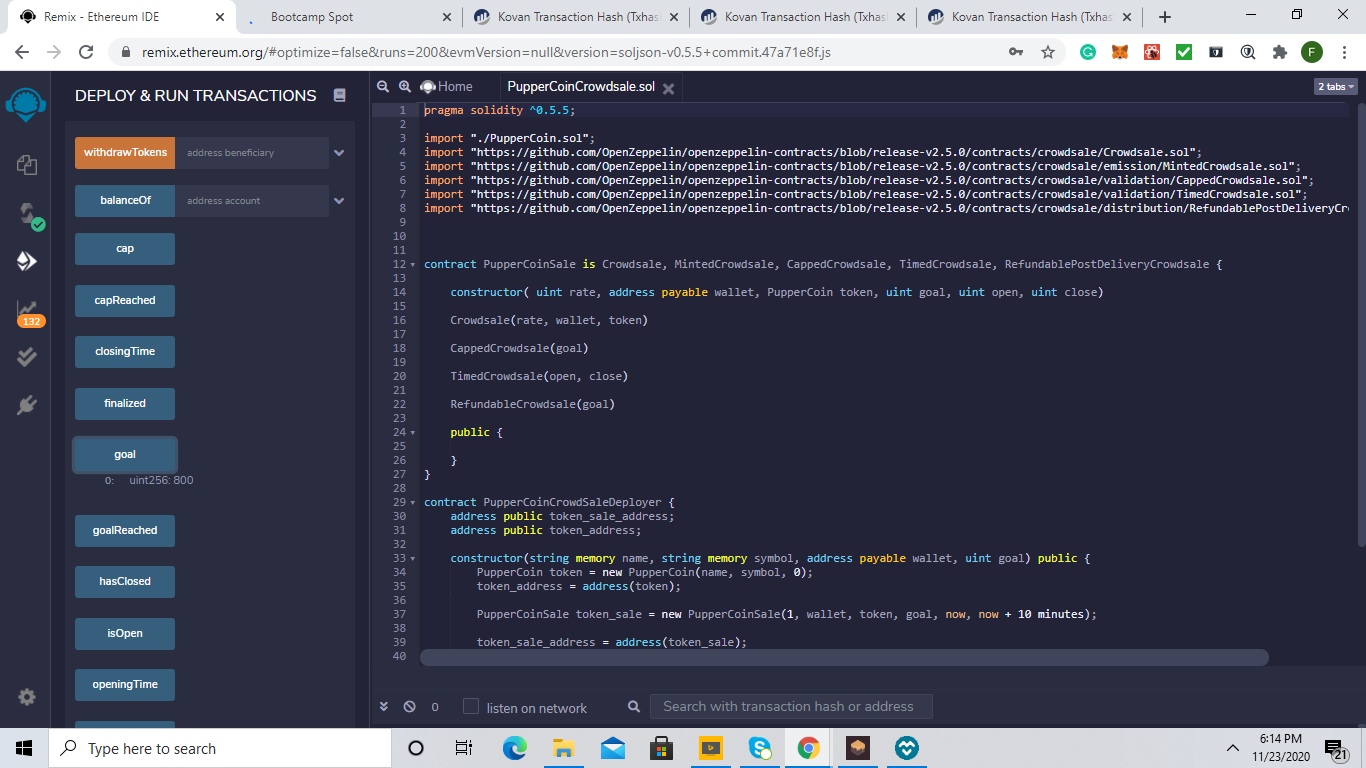 Remix - Ethereum IDE
Bootcamp Spot
Kovan Transaction Hash (Txhas
Kovan Transaction Hash (Txhas
Kovan Transaction Hash (Txhas
remix.ethereum.org/#optimize=false&runs=200&evmVersion=null&version=soljson-v0.5.5+commit.47a71e8f.js
F
DEPLOY & RUN TRANSACTIONS
withdrawTokens address beneficiary
balanceOf address account
cap
capReached
closingTime
finalized
goal
0: uint256: 800
goalReached
hasClosed
isOpen
openingTime
132
Home
PupperCoinCrowdsale.sol
2 tabs
1 pragma solidity ^0.5.5;
2
3 import "./PupperCoin.sol";
4 import "https://github.com/OpenZeppelin/openzeppelin-contracts/blob/release-v2.5.0/contracts/crowdsale/Crowdsale.sol";
5 import "https://github.com/OpenZeppelin/openzeppelin-contracts/blob/release-v2.5.0/contracts/crowdsale/emission/MintedCrowdsale.sol";
6 import "https://github.com/OpenZeppelin/openzeppelin-contracts/blob/release-v2.5.0/contracts/crowdsale/validation/CappedCrowdsale.sol";
7 import "https://github.com/OpenZeppelin/openzeppelin-contracts/blob/release-v2.5.0/contracts/crowdsale/validation/TimedCrowdsale.sol";
8 import "https://github.com/OpenZeppelin/openzeppelin-contracts/blob/release-v2.5.0/contracts/crowdsale/distribution/RefundablePostDeliveryCr
9
10
11
12 contract PupperCoinSale is Crowdsale, MintedCrowdsale, CappedCrowdsale, TimedCrowdsale, RefundablePostDeliveryCrowdsale {
13
14 constructor( uint rate, address payable wallet, PupperCoin token, uint goal, uint open, uint close)
15
16 Crowdsale(rate, wallet, token)
17
18 CappedCrowdsale(goal)
19
20 TimedCrowdsale(open, close)
21
22 RefundableCrowdsale(goal)
23
24 public {
25
26 }
27 }
28
29 contract PupperCoinCrowdSaleDeployer {
30 address public token_sale_address;
31 address public token_address;
32
33 constructor(string memory name, string memory symbol, address payable wallet, uint goal) public {
34 PupperCoin token = new PupperCoin(name, symbol, 0);
35 token_address = address(token);
36
37 PupperCoinSale token_sale = new PupperCoinSale(1, wallet, token, goal, now, now + 10 minutes);
38
39 token_sale_address = address(token_sale);
40
0
listen on network
Search with transaction hash or address
Type here to search
6:14 PM
11/23/2020
21